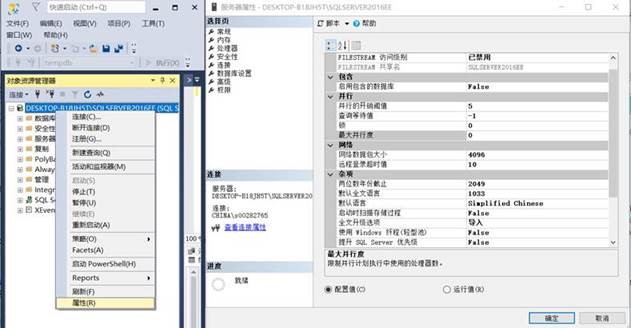 快速启动 (Ctrl+Q)
文件(F) 编辑(E) 视图(V) 项目(P) 工具(T)
窗口(W) 帮助(H)
新建查询(N)
tempdb
执行(X)
对象资源管理器
连接
DESKTOP-B18JH5T\SQLSERVER2016EE (SQL S
数据库
安全性
服务器
复制
PolyBa
Alway
管理
Integr
SQL Se
XEven
连接(C)...
断开连接(D)
注册(G)...
新建查询(Q)
活动和监视器(M)
启动(S)
停止(T)
暂停(U)
继续(E)
重新启动(A)
策略(O)
Facets(A)
启动 PowerShell(H)
Reports
刷新(F)
属性(R)
100 %
服务器属性 - DESKTOP-B18JH5T\SQLSERVER2016EE
选择页
常规
内存
处理器
安全性
连接
数据库设置
高级
权限
连接
服务器:
DESKTOP-B18JH5T\SQLSERVER2016EE
连接:
CHINA\s00282765
查看连接属性
进度
就绪
脚本 帮助
FILESTREAM 访问级别 已禁用
FILESTREAM 共享名 SQLSERVER2016EE
包含
启用包含的数据库 False
并行
并行的开销阈值 5
查询等待值 -1
锁 0
最大并行度 0
网络
网络数据包大小 4096
远程登录超时值 10
杂项
两位数年份截止 2049
默认全文语言 1033
默认语言 Simplified Chinese
启动时扫描存储过程 False
全文升级选项 导入
使用 Windows 纤程(轻型池) False
提升 SQL Server 优先级 False
最大并行度
限制并行计划执行中使用的处理器数。
配置值(C) 运行值(R)
确定 取消